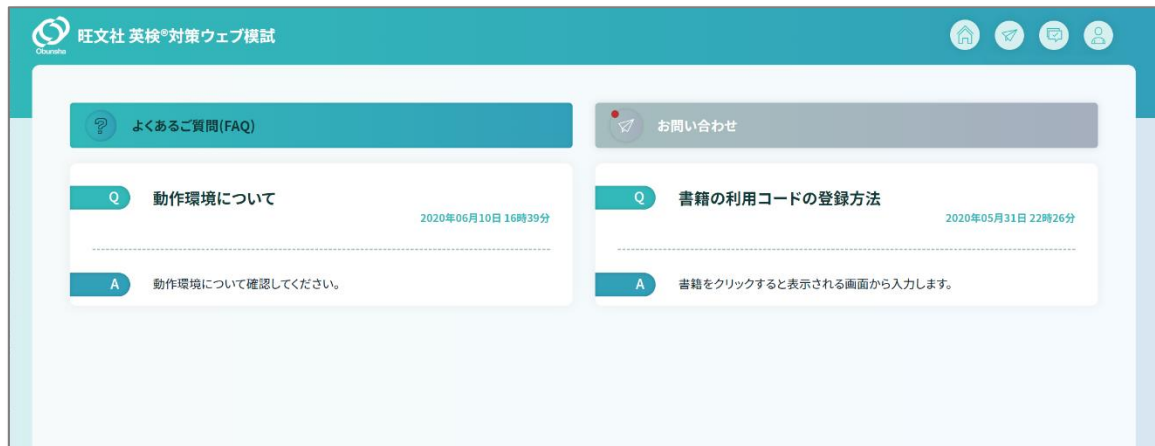 Obunsha
旺文社 英検®対策ウェブ模試
よくあるご質問(FAQ)
お問い合わせ
Q 動作環境について
2020年06月10日 16時39分
A 動作環境について確認してください。
Q 書籍の利用コードの登録方法
2020年05月31日 22時26分
A 書籍をクリックすると表示される画面から入力します。